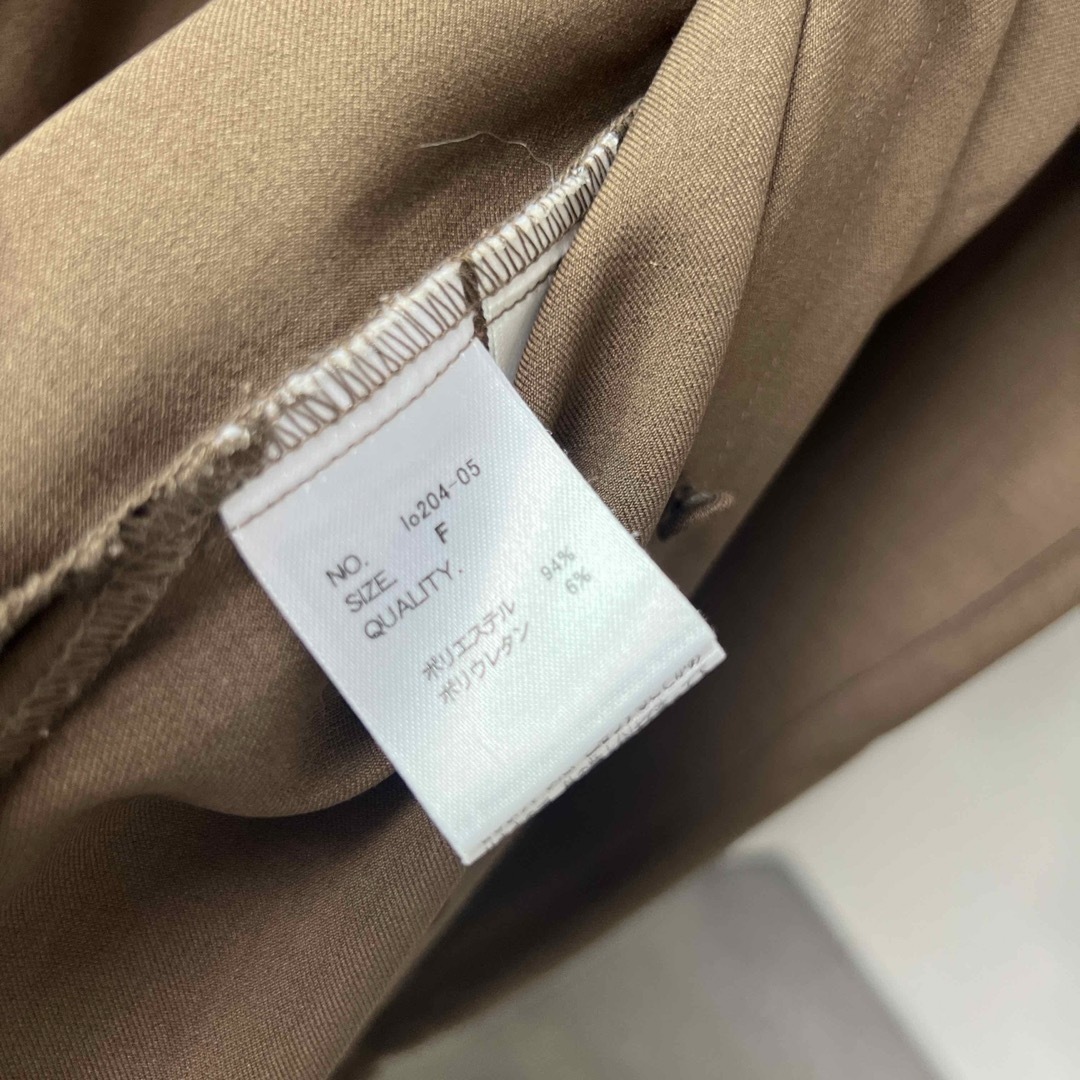 NO. lo204-05
SIZE. F
QUALITY.
ポリエステル 94%
ポリウレタン 6%